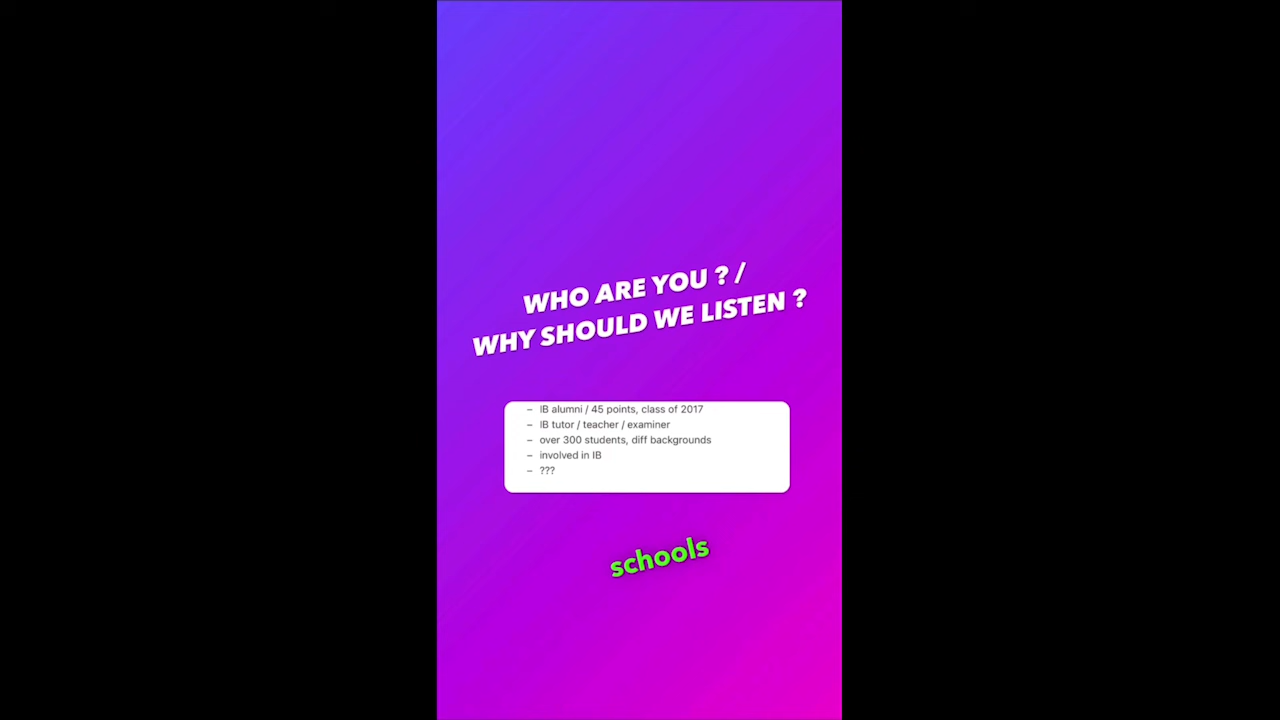 WHO ARE YOU ? /
WHY SHOULD WE LISTEN ?
– IB alumni / 45 points, class of 2017
– IB tutor / teacher / examiner
– over 300 students, diff backgrounds
– involved in IB
– ???
schools